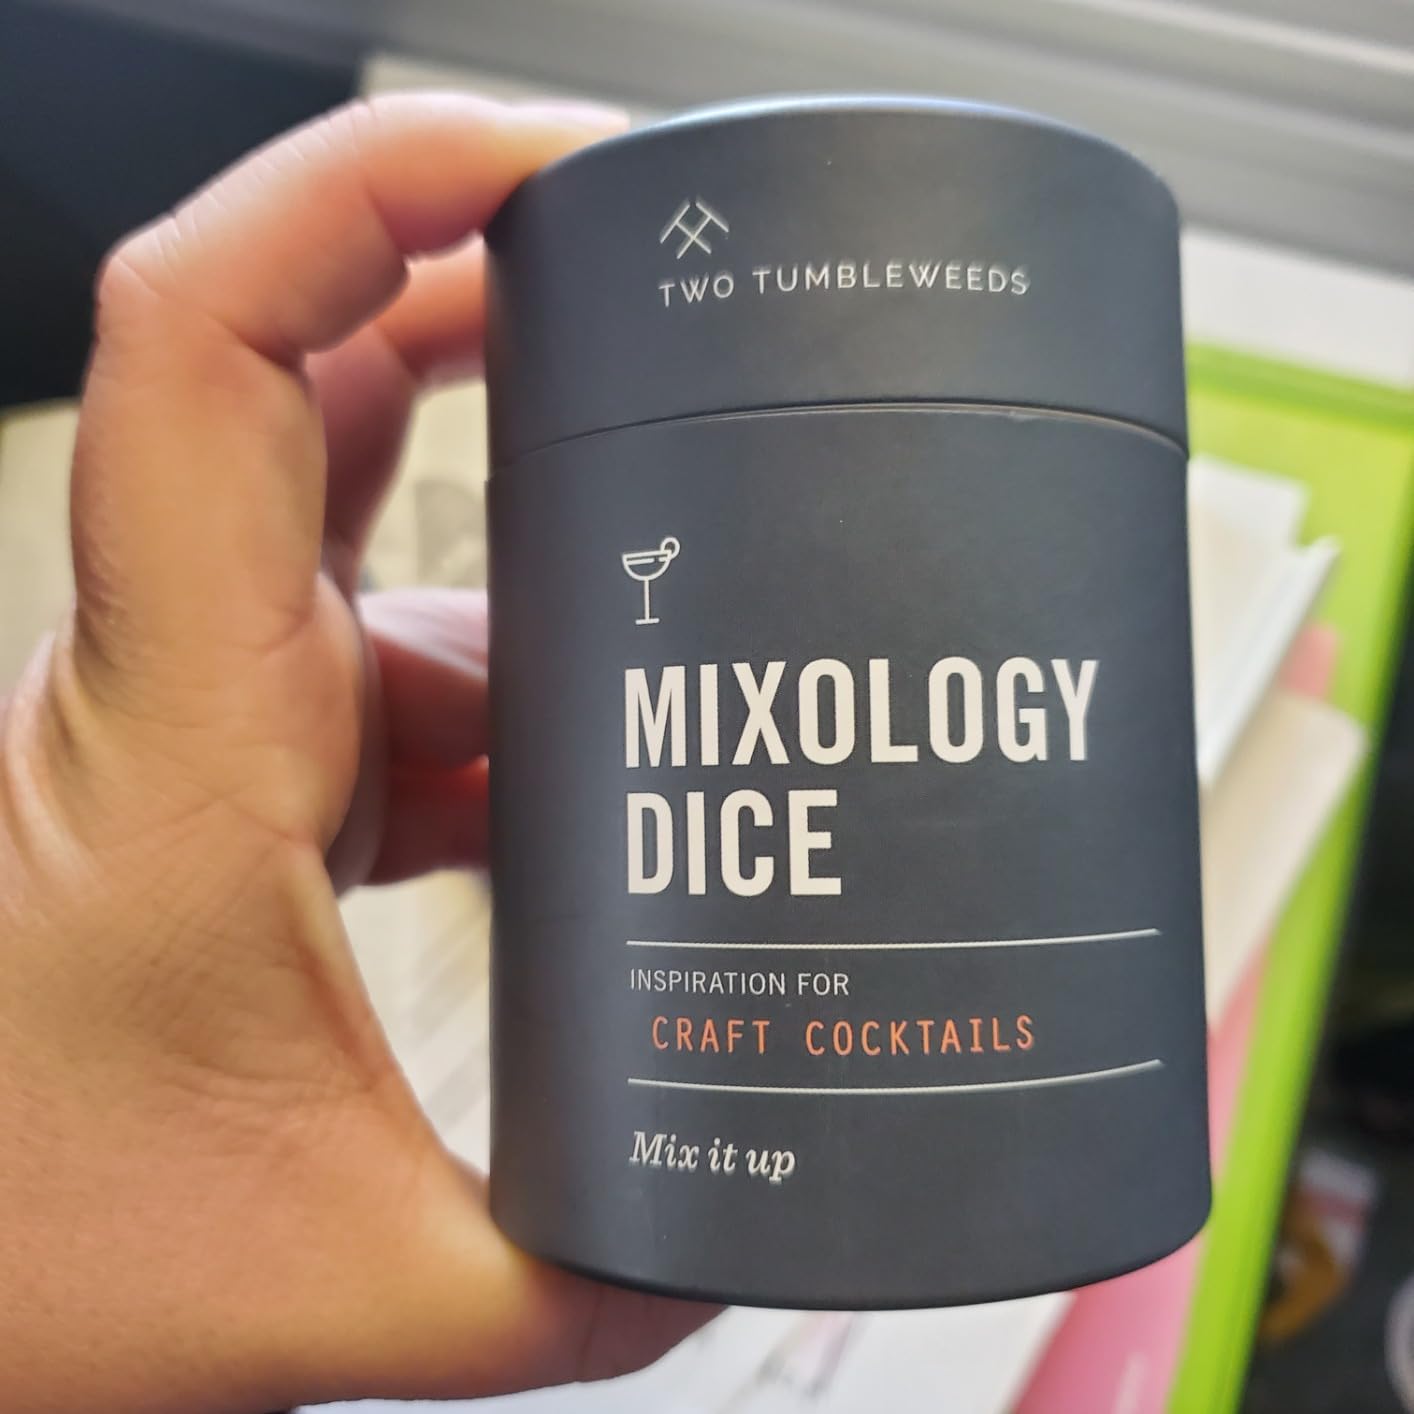 TWO TUMBLEWEEDS
MIXOLOGY
DICE
INSPIRATION FOR
CRAFT COCKTAILS
Mix it up